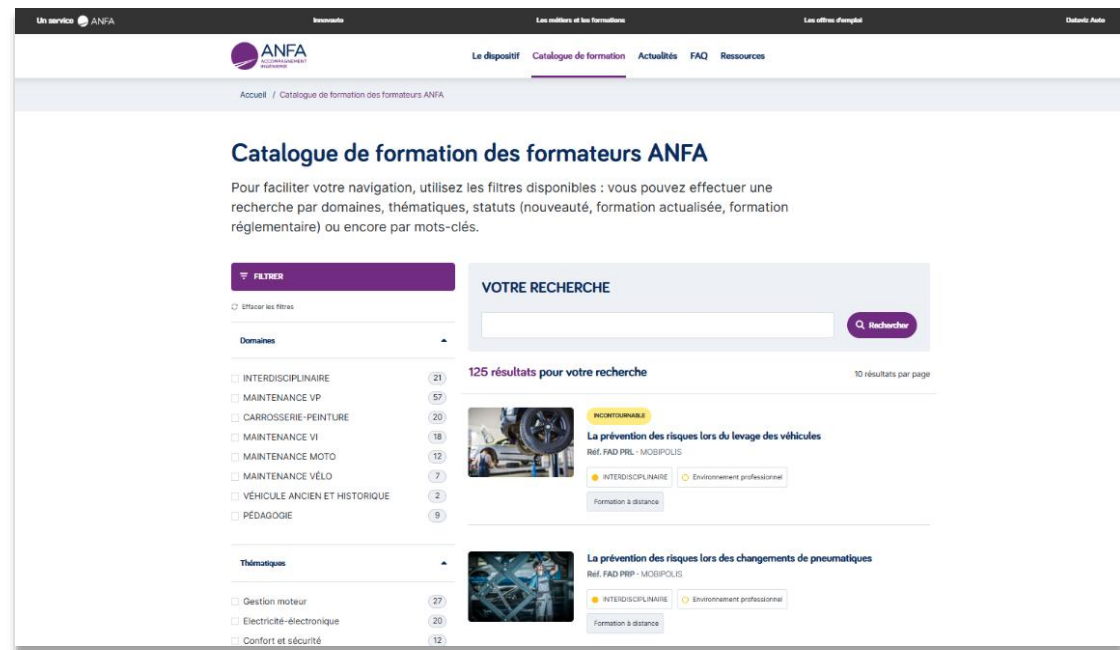 Un service ANFA
Innovauto
Les métiers et les formations
Les offres d'emploi
Dataviz Auto
ANFA
ACCOMPAGNEMENT
INGENIERIE
Le dispositif
Catalogue de formation
Actualités
FAQ
Ressources
Accueil / Catalogue de formation des formateurs ANFA
Catalogue de formation des formateurs ANFA
Pour faciliter votre navigation, utilisez les filtres disponibles : vous pouvez effectuer une
recherche par domaines, thématiques, statuts (nouveauté, formation actualisée, formation
réglementaire) ou encore par mots-clés.
FILTRER
Effacer les filtres
Domaines
INTERDISCIPLINAIRE 21
MAINTENANCE VP 57
CARROSSERIE-PEINTURE 20
MAINTENANCE VI 18
MAINTENANCE MOTO 12
MAINTENANCE VÉLO 7
VÉHICULE ANCIEN ET HISTORIQUE 2
PÉDAGOGIE 9
Thématiques
Gestion moteur 27
Electricité-électronique 20
Confort et sécurité 12
VOTRE RECHERCHE
Rechercher
125 résultats pour votre recherche
10 résultats par page
INCONTOURNABLE
La prévention des risques lors du levage des véhicules
Réf. FAD PRL - MOBIPOLIS
INTERDISCIPLINAIRE
Environnement professionnel
Formation à distance
La prévention des risques lors des changements de pneumatiques
Réf. FAD PRP - MOBIPOLIS
INTERDISCIPLINAIRE
Environnement professionnel
Formation à distance